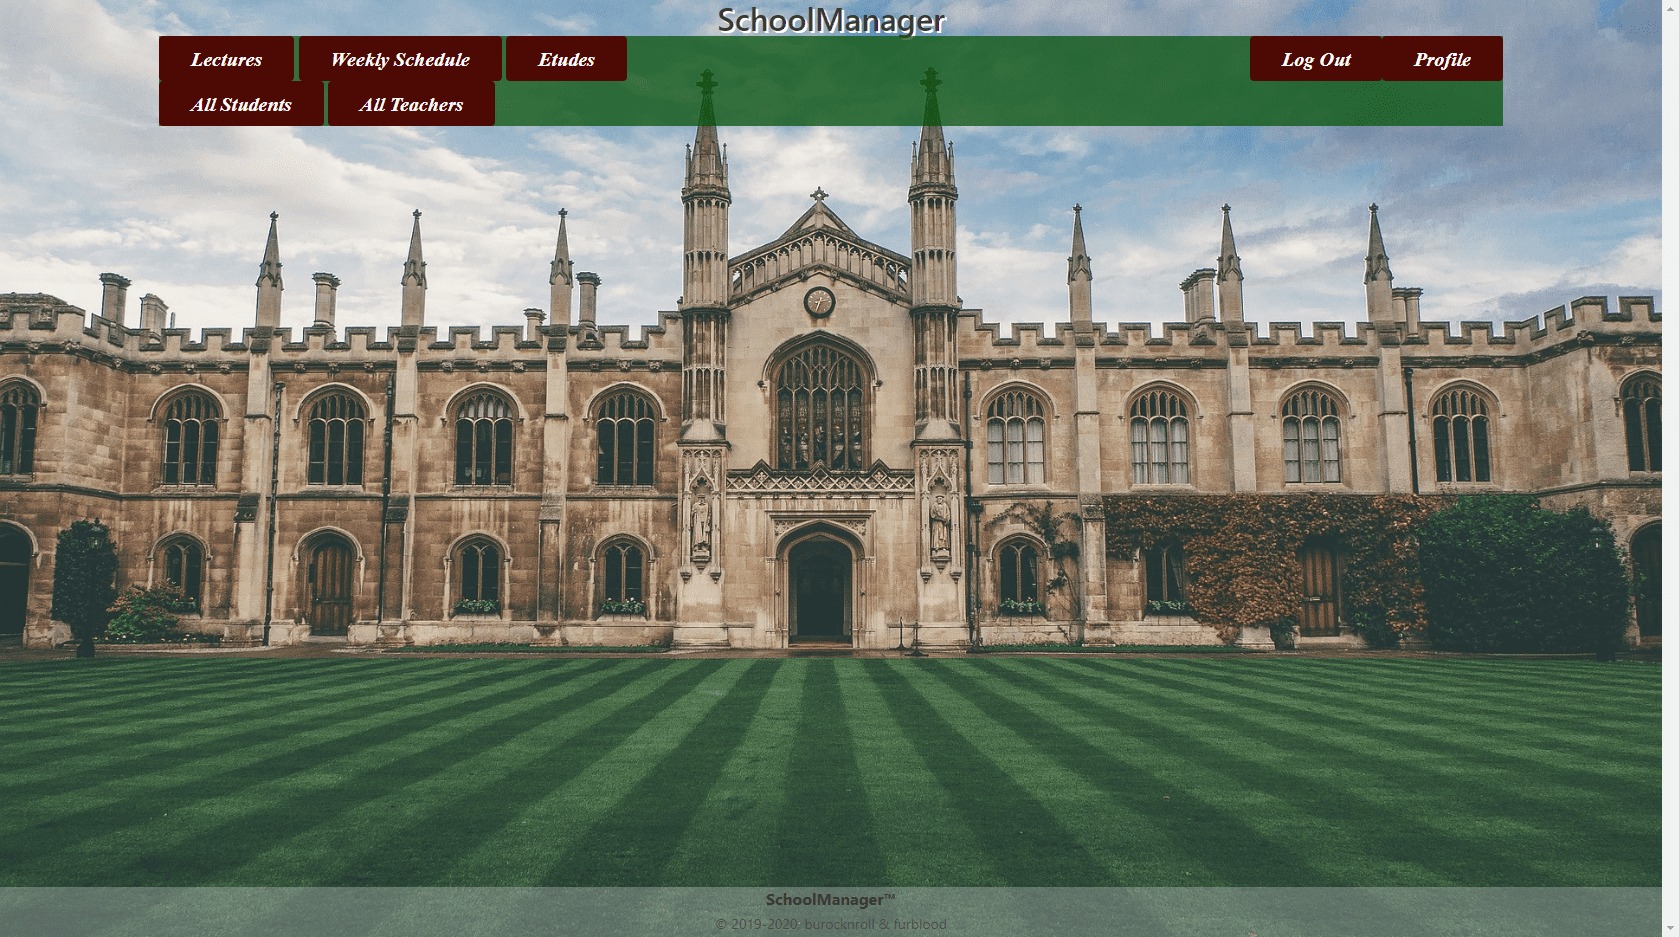 SchoolManager
Lectures Weekly Schedule Etudes Log Out Profile
All Students All Teachers
SchoolManager™
© 2019-2020, burocknroll & furblood